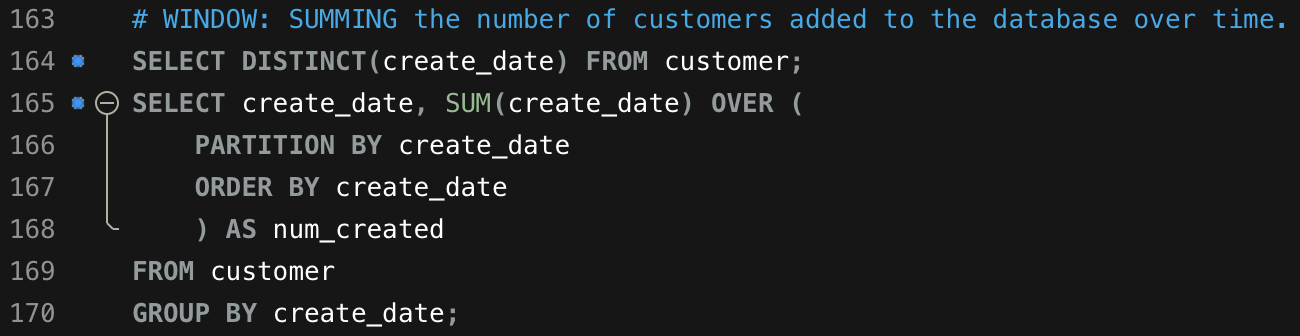 163 # WINDOW: SUMMING the number of customers added to the database over time.
164 SELECT DISTINCT(create_date) FROM customer;
165 SELECT create_date, SUM(create_date) OVER (
166 PARTITION BY create_date
167 ORDER BY create_date
168 ) AS num_created
169 FROM customer
170 GROUP BY create_date;